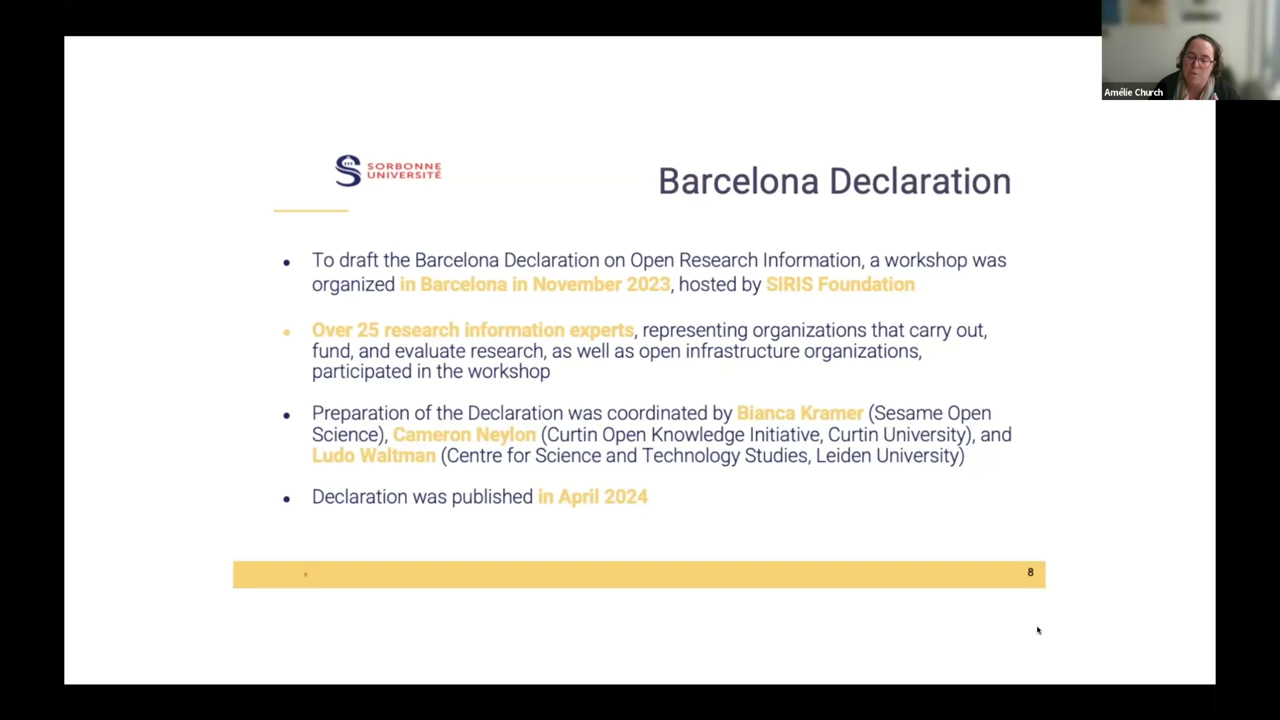 Amélie Church
SORBONNE
UNIVERSITÉ
Barcelona Declaration
• To draft the Barcelona Declaration on Open Research Information, a workshop was
organized in Barcelona in November 2023, hosted by SIRIS Foundation
• Over 25 research information experts, representing organizations that carry out,
fund, and evaluate research, as well as open infrastructure organizations,
participated in the workshop
• Preparation of the Declaration was coordinated by Bianca Kramer (Sesame Open
Science), Cameron Neylon (Curtin Open Knowledge Initiative, Curtin University), and
Ludo Waltman (Centre for Science and Technology Studies, Leiden University)
• Declaration was published in April 2024
8